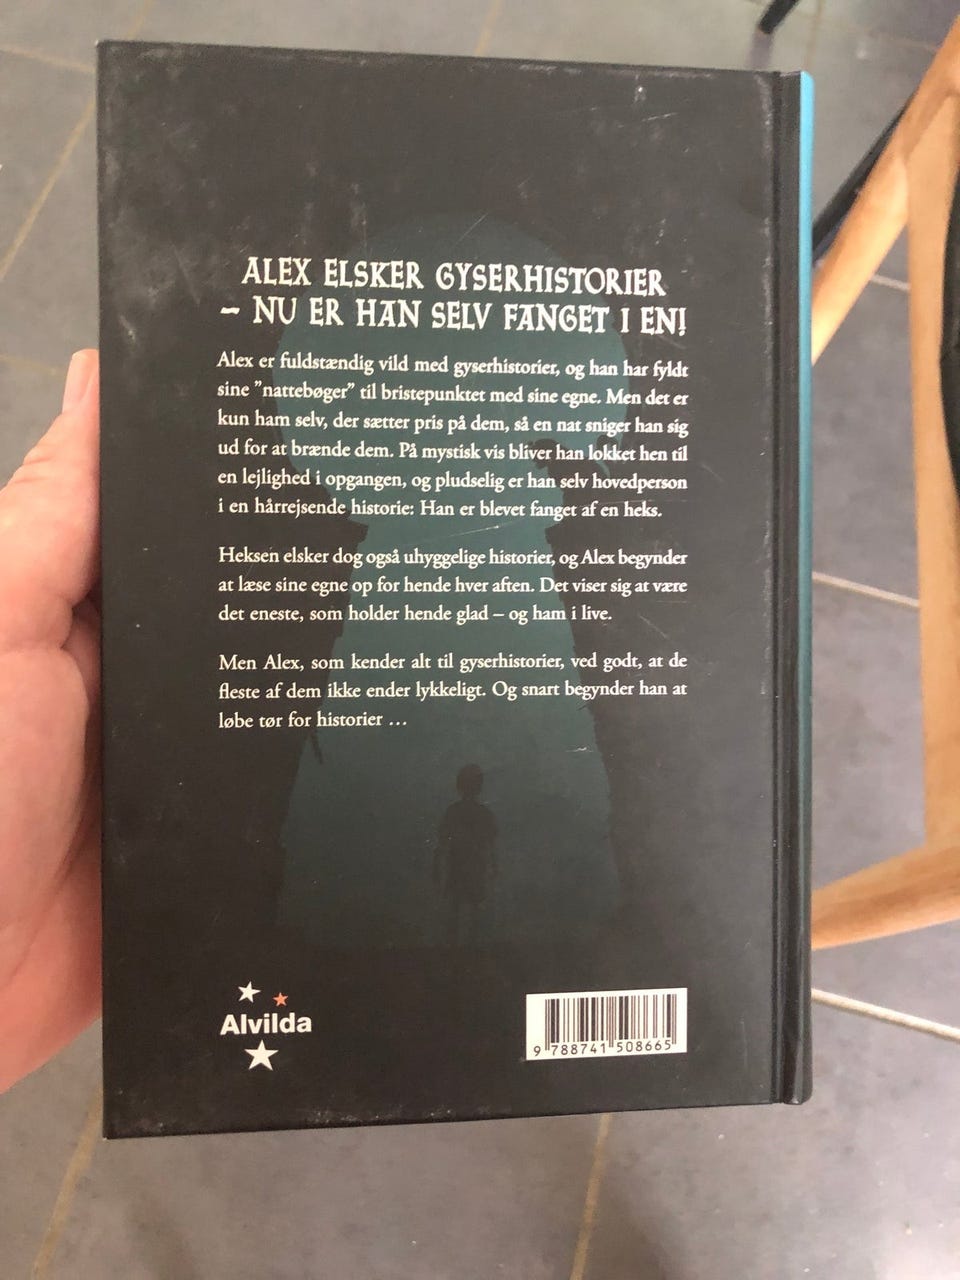 ALEX ELSKER GYSERHISTORIER
– NU ER HAN SELV FANGET I EN!
Alex er fuldstændig vild med gyserhistorier, og han har fyldt
sine ”nattebøger” til bristepunktet med sine egne. Men det er
kun ham selv, der sætter pris på dem, så en nat sniger han sig
ud for at brænde dem. På mystisk vis bliver han lokket hen til
en lejlighed i opgangen, og pludselig er han selv hovedperson
i en hårrejsende historie: Han er blevet fanget af en heks.
Heksen elsker dog også uhyggelige historier, og Alex begynder
at læse sine egne op for hende hver aften. Det viser sig at være
det eneste, som holder hende glad – og ham i live.
Men Alex, som kender alt til gyserhistorier, ved godt, at de
fleste af dem ikke ender lykkeligt. Og snart begynder han at
løbe tør for historier …
Alvilda
9 788741 508665